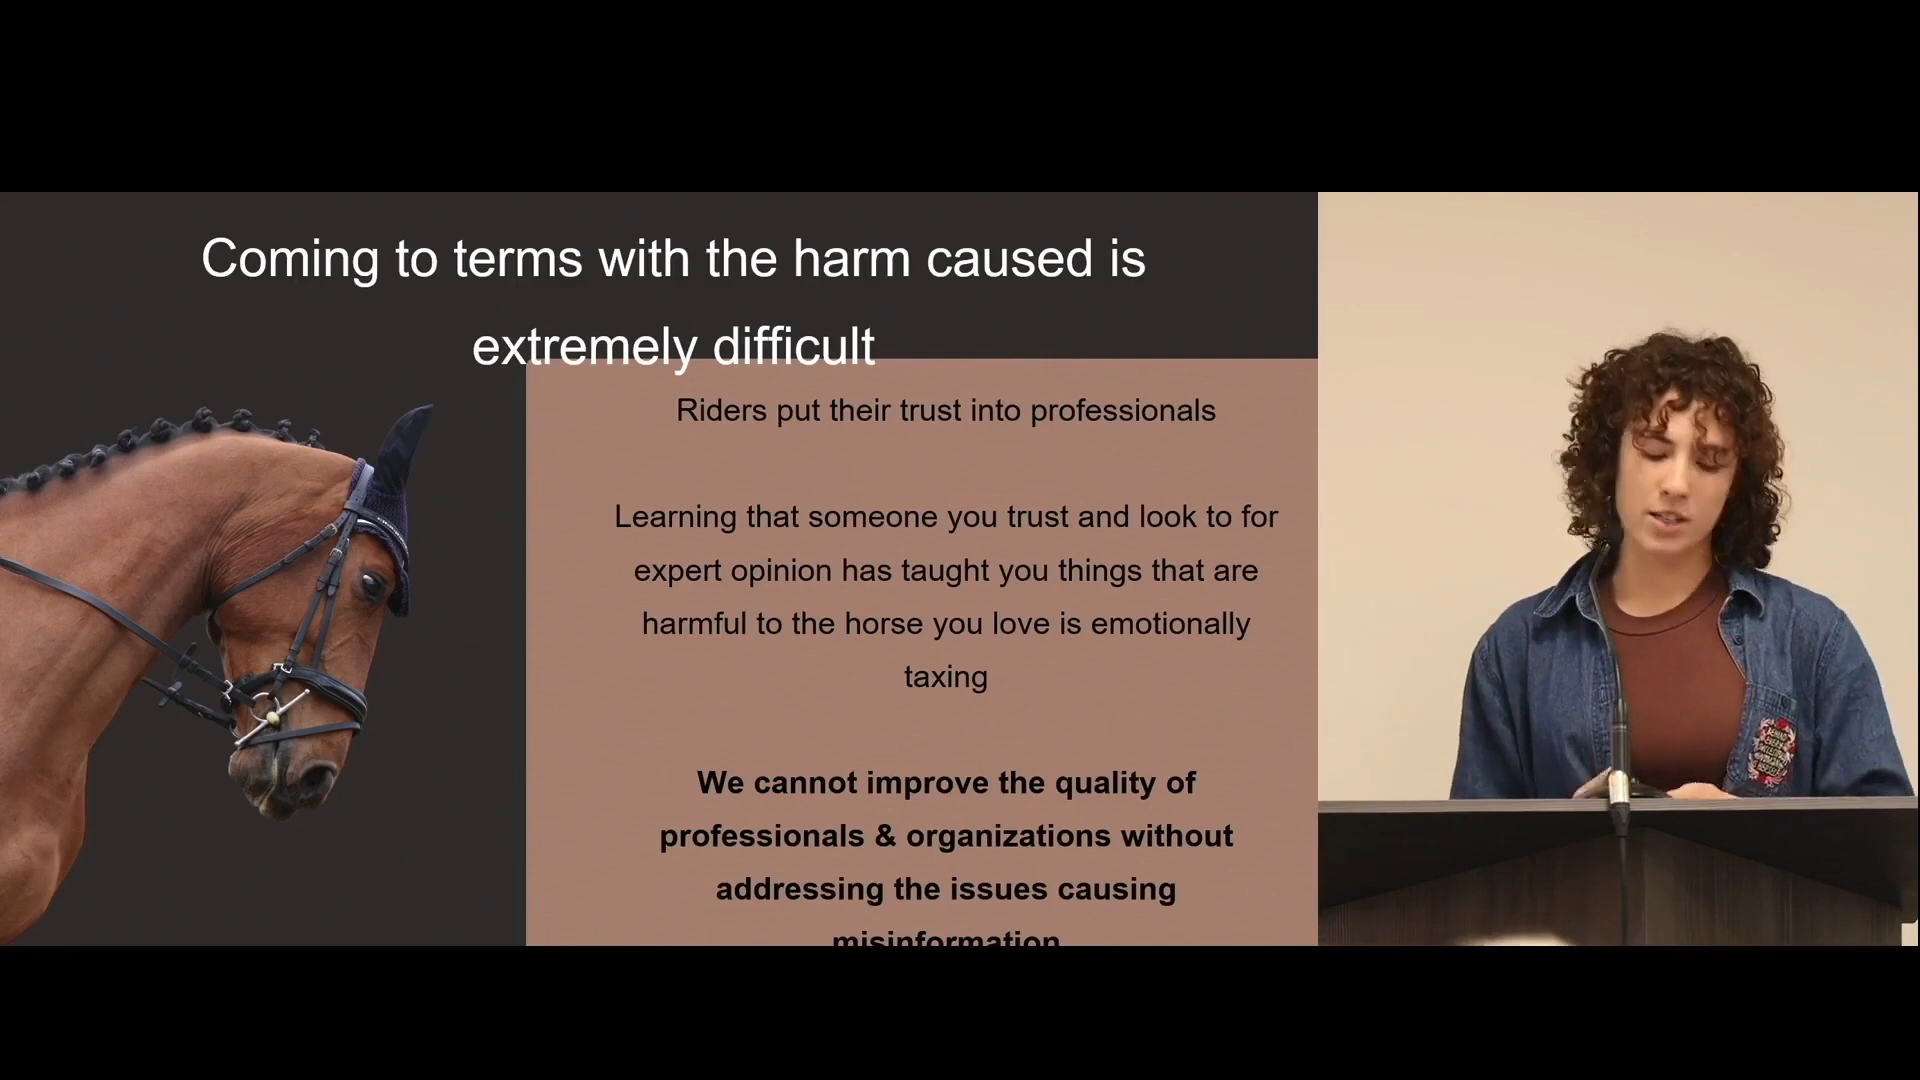 Coming to terms with the harm caused is
extremely difficult
Riders put their trust into professionals
Learning that someone you trust and look to for
expert opinion has taught you things that are
harmful to the horse you love is emotionally
taxing
We cannot improve the quality of
professionals & organizations without
addressing the issues causing
misinformation